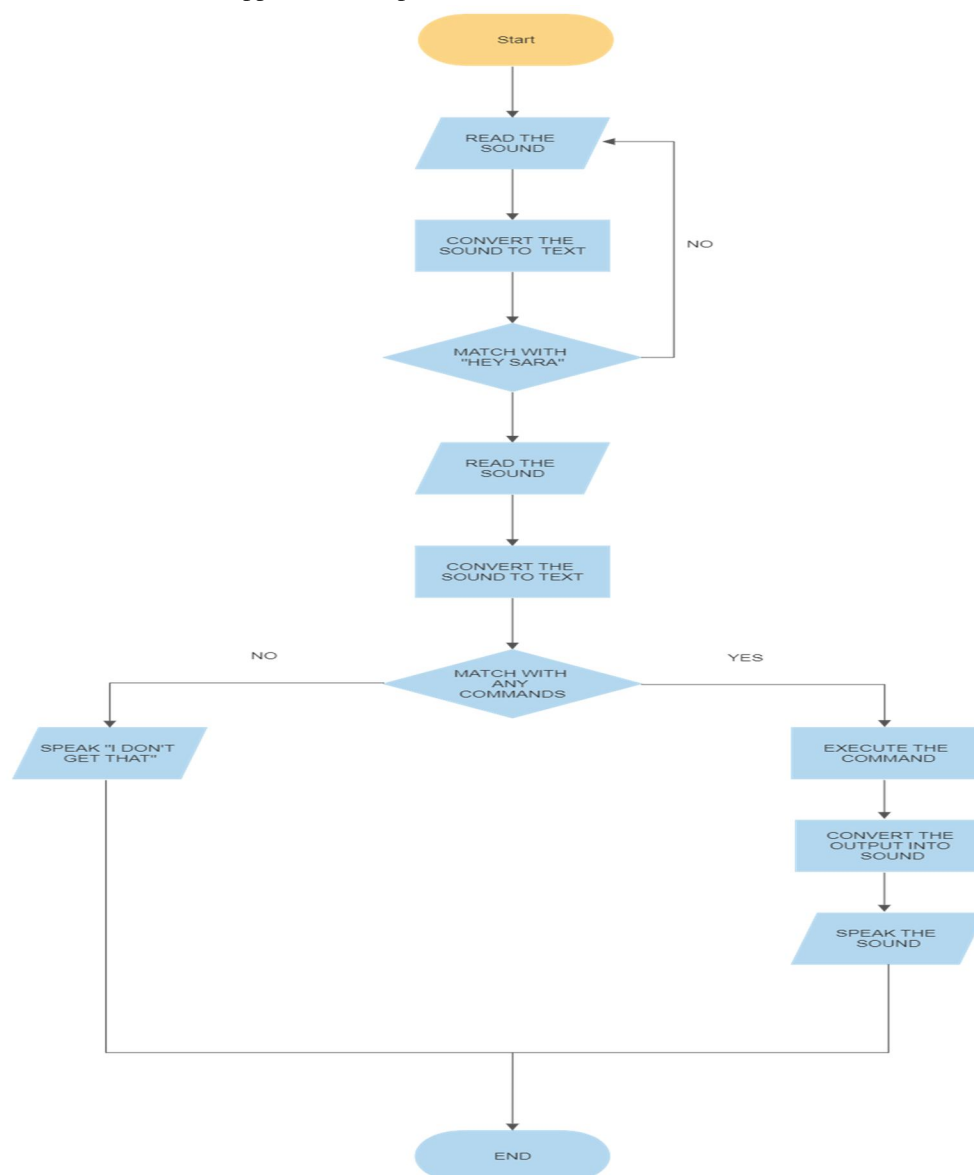 Start
READ THE
SOUND
CONVERT THE
SOUND TO TEXT
NO
MATCH WITH
"HEY SARA"
READ THE
SOUND
CONVERT THE
SOUND TO TEXT
NO
YES
MATCH WITH
ANY
COMMANDS
SPEAK "I DON'T
GET THAT"
EXECUTE THE
COMMAND
CONVERT THE
OUTPUT INTO
SOUND
SPEAK THE
SOUND
END